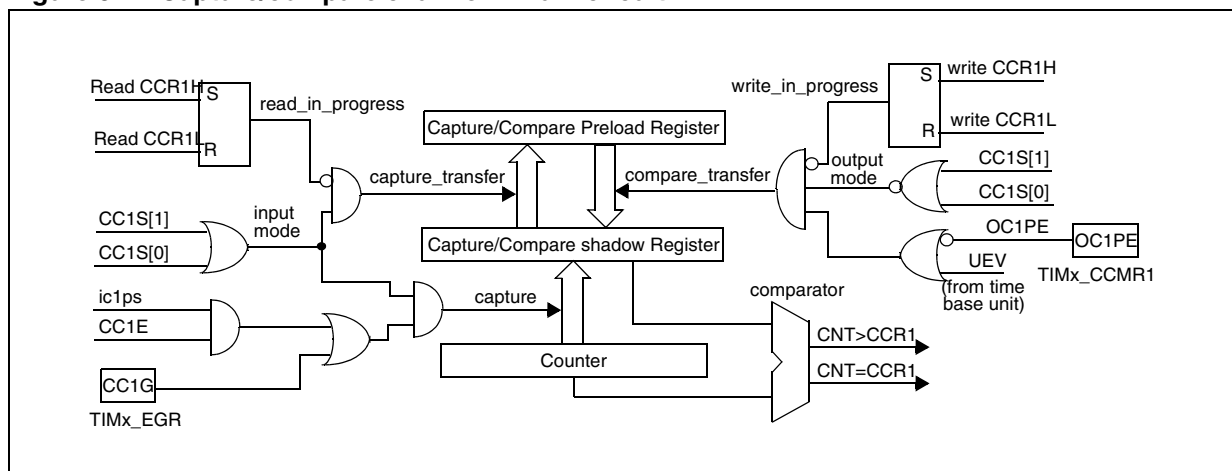 Read CCR1H
S
read_in_progress
Read CCR1L
R
Capture/Compare Preload Register
write_in_progress
S
write CCR1H
R
write CCR1L
capture_transfer
compare_transfer
output
mode
CC1S[1]
CC1S[0]
CC1S[1]
CC1S[0]
input
mode
Capture/Compare shadow Register
OC1PE
OC1PE
UEV
TIMx_CCMR1
(from time
base unit)
ic1ps
CC1E
capture
comparator
CNT>CCR1
Counter
CNT=CCR1
CC1G
TIMx_EGR